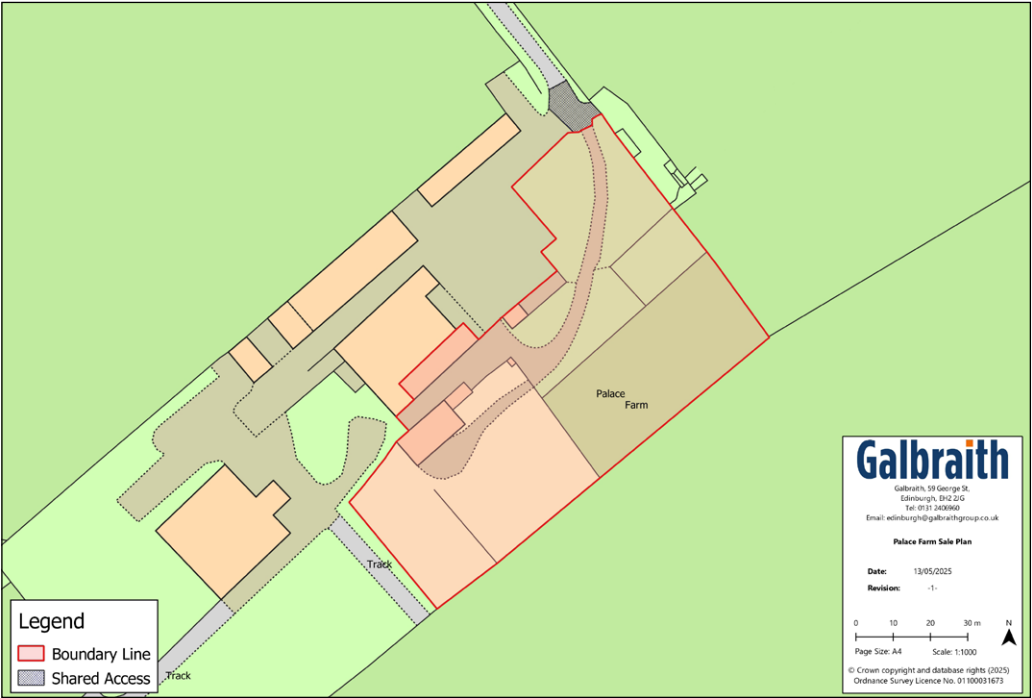 Palace
Farm
Track
Track
Legend
Boundary Line
Shared Access
Galbraith
Galbraith, 59 George St,
Edinburgh, EH2 2JG
Tel: 0131 2406960
Email: edinburgh@galbraithgroup.co.uk
Palace Farm Sale Plan
Date: 13/05/2025
Revision: -1-
0 10 20 30 m
N
Page Size: A4 Scale: 1:1000
© Crown copyright and database rights (2025)
Ordnance Survey Licence No. 01100031673